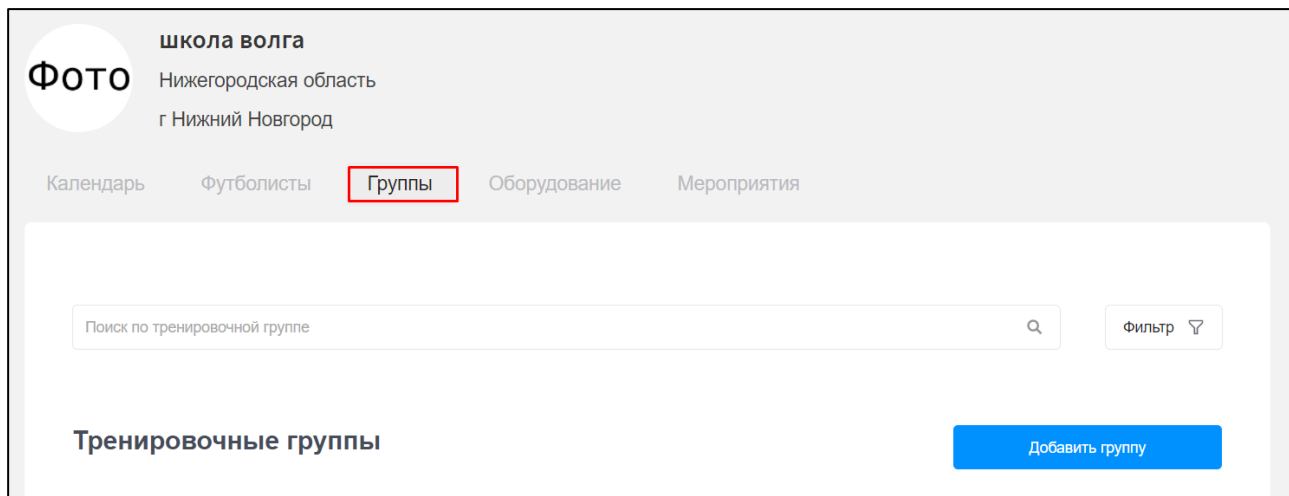 Фото
школа волга
Нижегородская область
г Нижний Новгород
Календарь Футболисты Группы Оборудование Мероприятия
Поиск по тренировочной группе Фильтр
Тренировочные группы Добавить группу